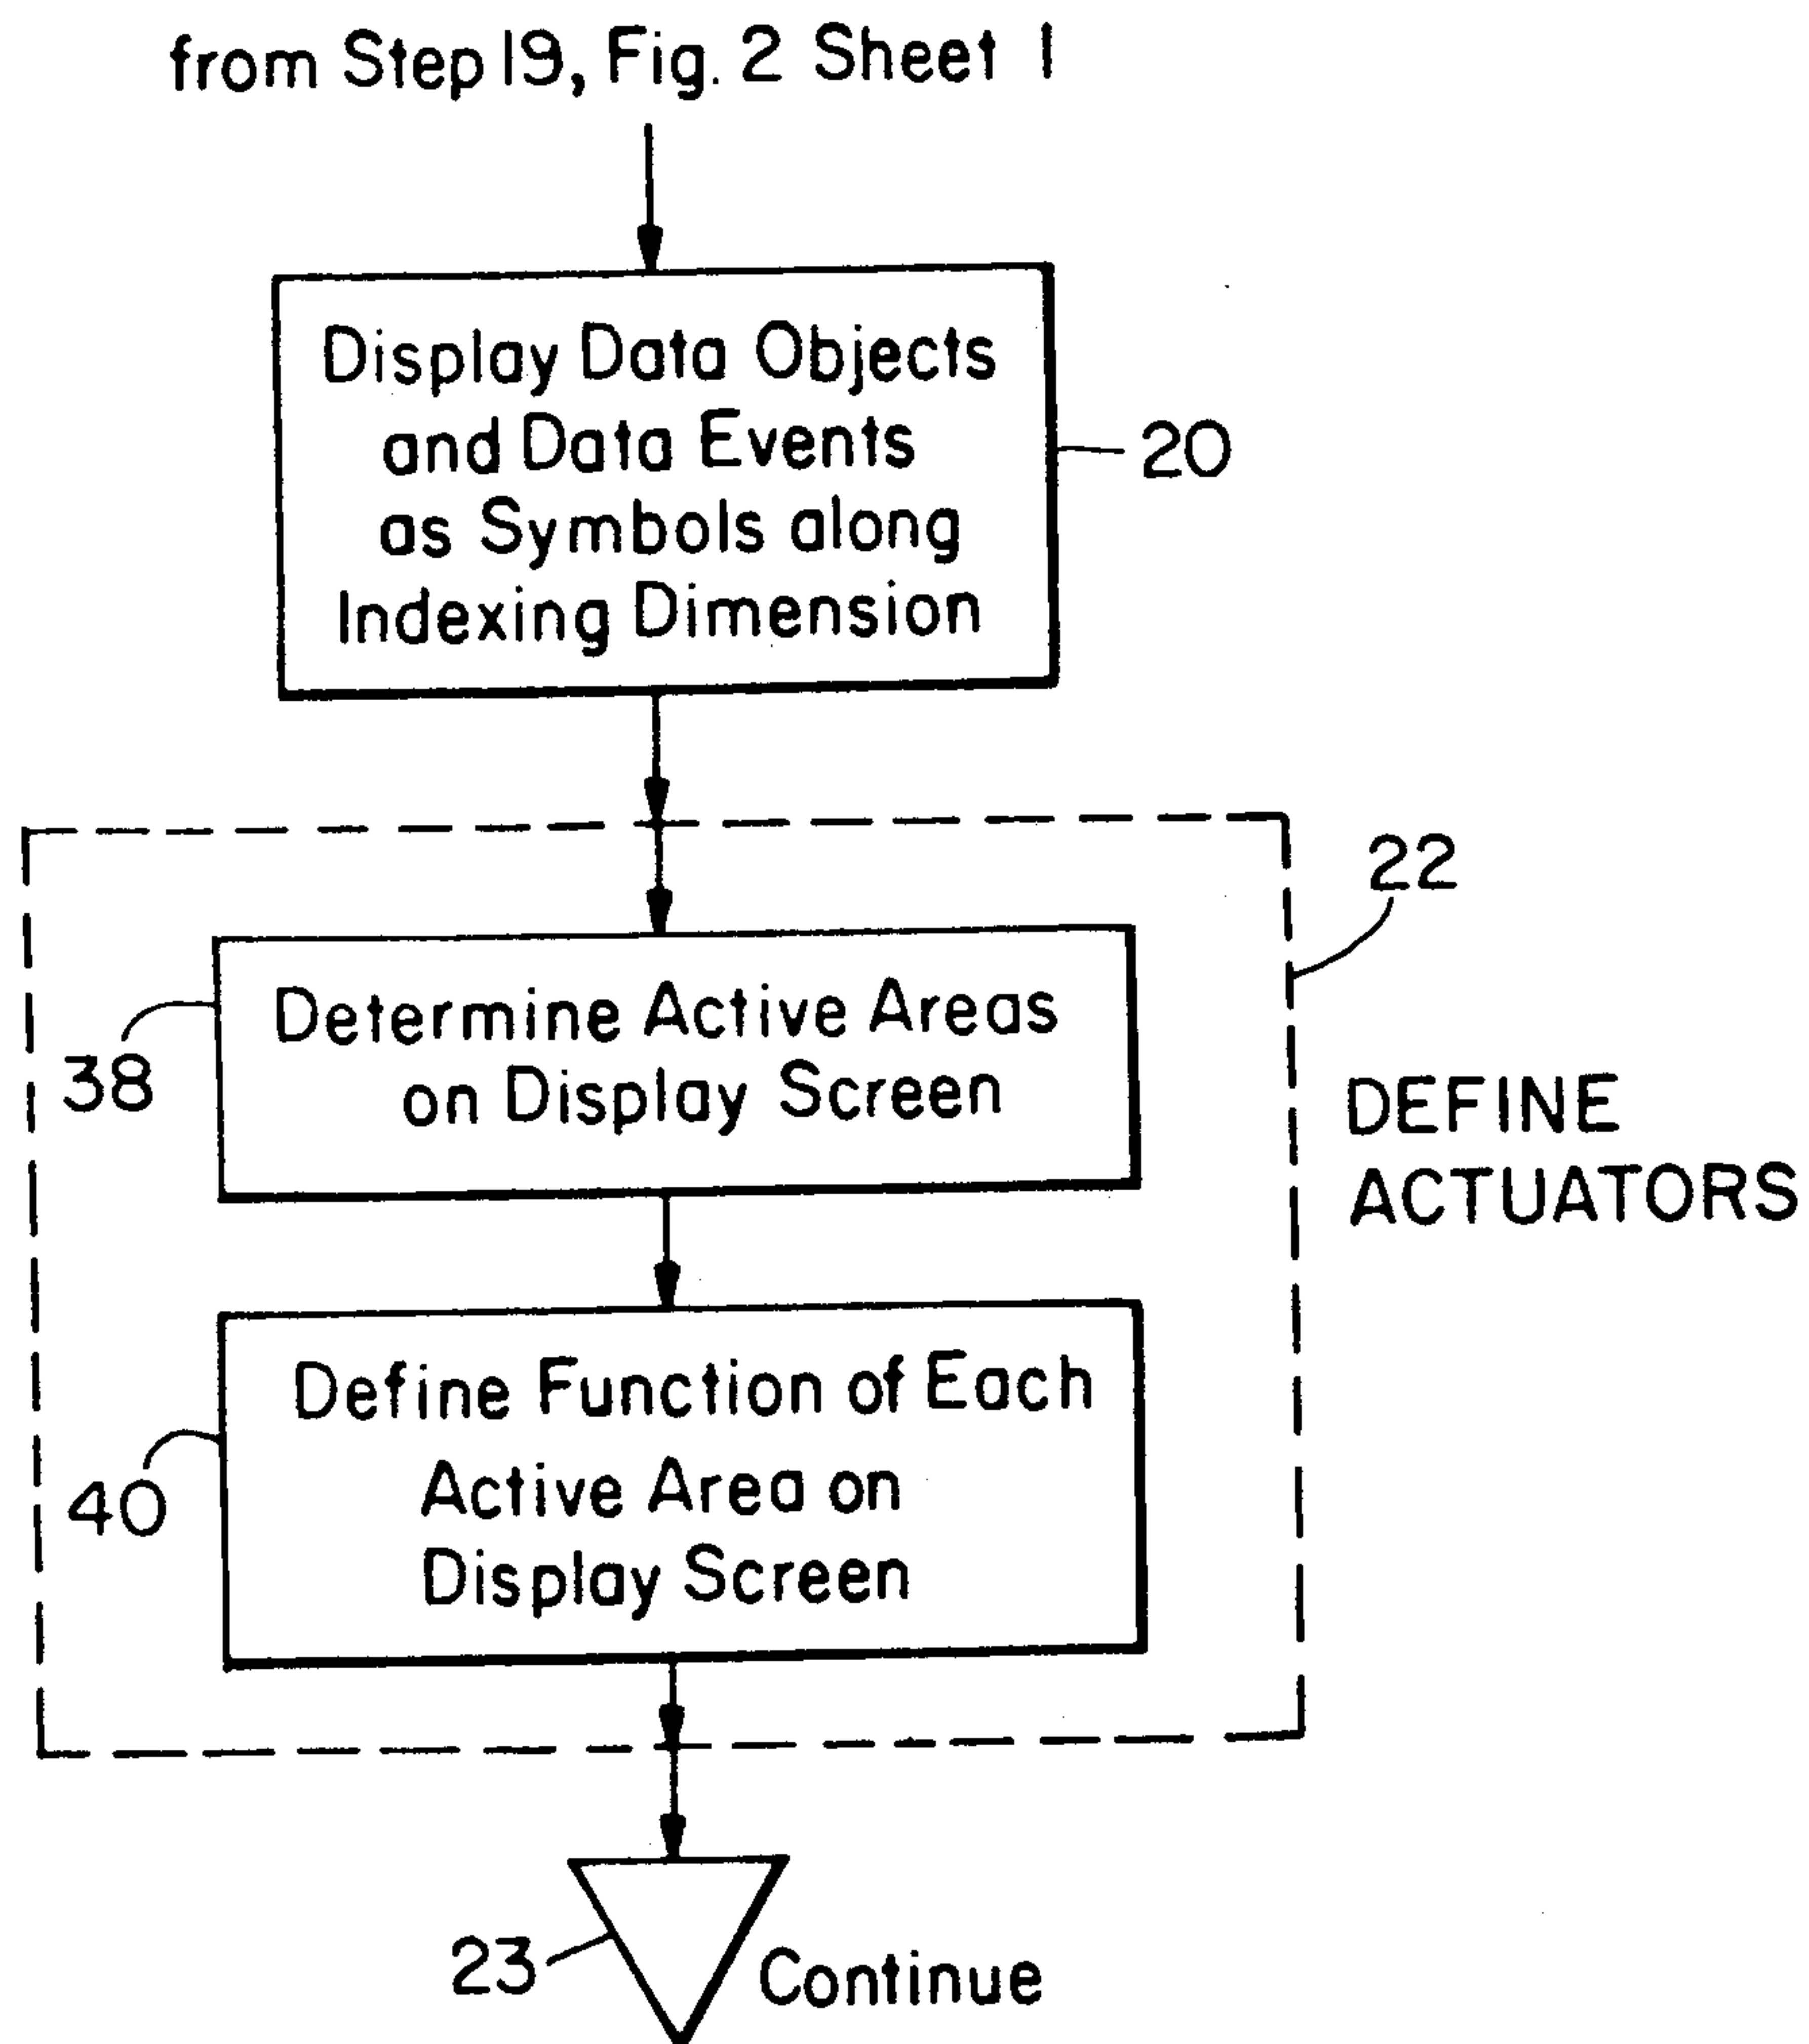 from Step 19, Fig. 2 Sheet 1
Display Data Objects
and Data Events
as Symbols along
Indexing Dimension
20
22
Determine Active Areas
on Display Screen
38
DEFINE
ACTUATORS
Define Function of Each
Active Area on
Display Screen
40
23
Continue